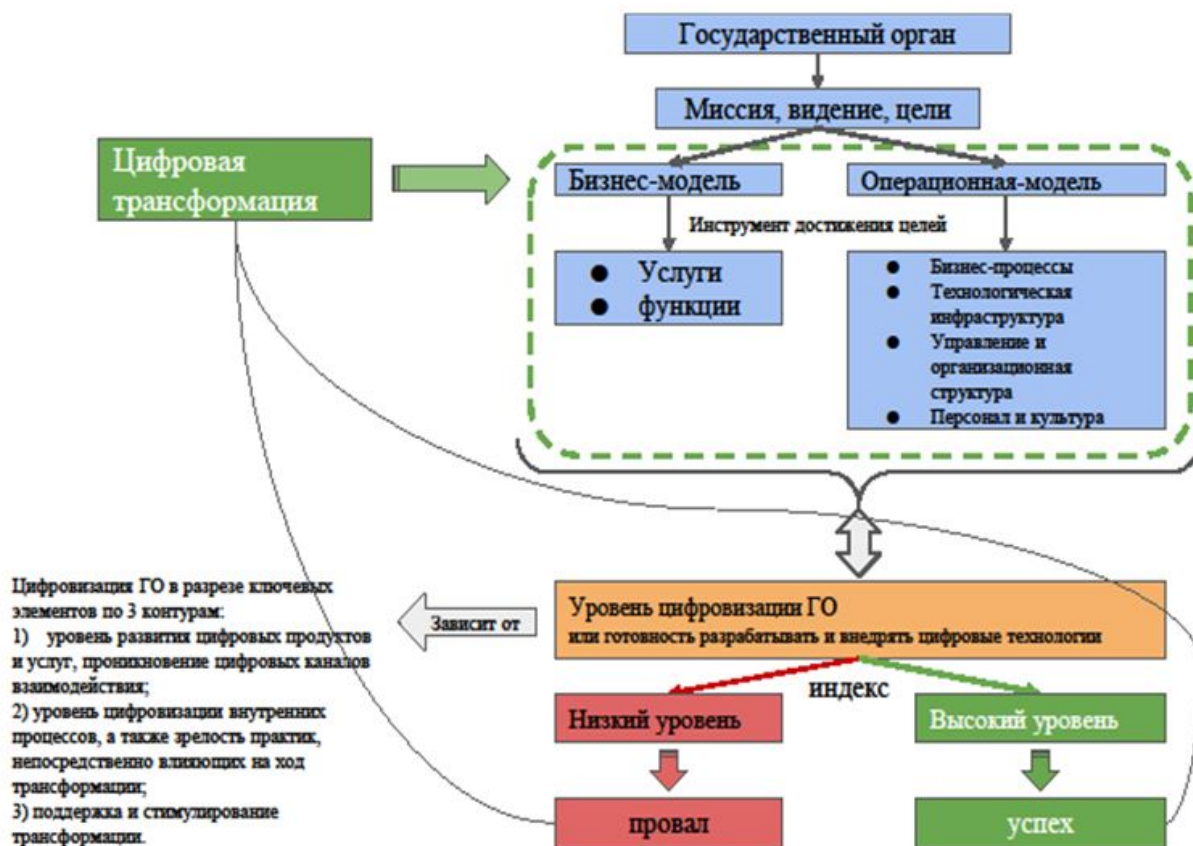 Государственный орган
Миссия, видение, цели
Цифровая
трансформация
Бизнес-модель
Операционная-модель
Инструмент достижения целей
● Услуги
● функции
● Бизнес-процессы
● Технологическая
инфраструктура
● Управление и
организационная
структура
● Персонал и культура
Цифровизация ГО в разрезе ключевых
элементов по 3 контурам:
1) уровень развития цифровых продуктов
и услуг, проникновение цифровых каналов
взаимодействия;
2) уровень цифровизации внутренних
процессов, а также зрелость практик,
непосредственно влияющих на ход
трансформации;
3) поддержка и стимулирование
трансформации.
Зависит от
Уровень цифровизации ГО
или готовность разрабатывать и внедрять цифровые технологии
индекс
Низкий уровень
Высокий уровень
провал
успех